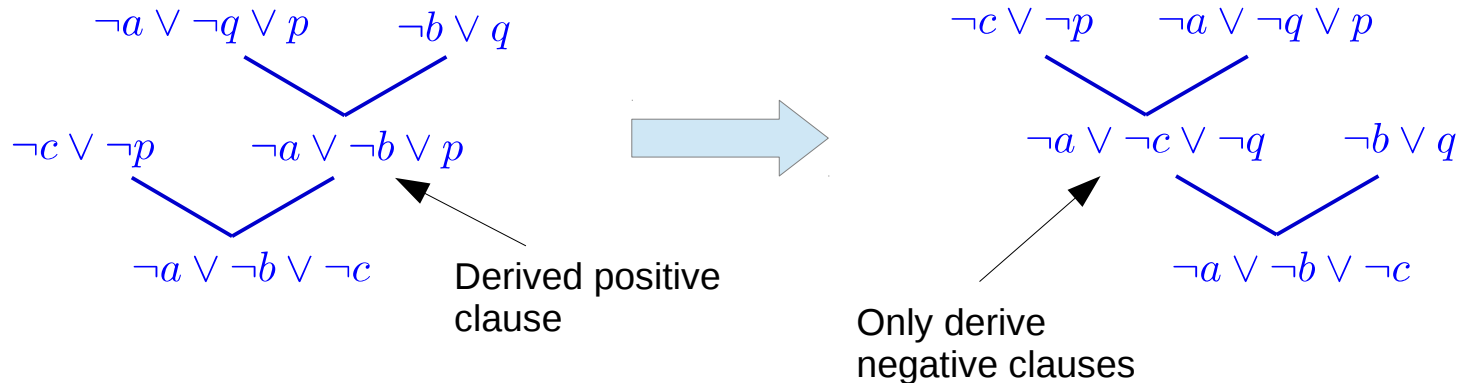 ¬a ∨ ¬q ∨ p
¬b ∨ q
¬c ∨ ¬p
¬a ∨ ¬b ∨ p
¬a ∨ ¬b ∨ ¬c
Derived positive
clause
¬c ∨ ¬p
¬a ∨ ¬q ∨ p
¬a ∨ ¬c ∨ ¬q
¬b ∨ q
¬a ∨ ¬b ∨ ¬c
Only derive
negative clauses